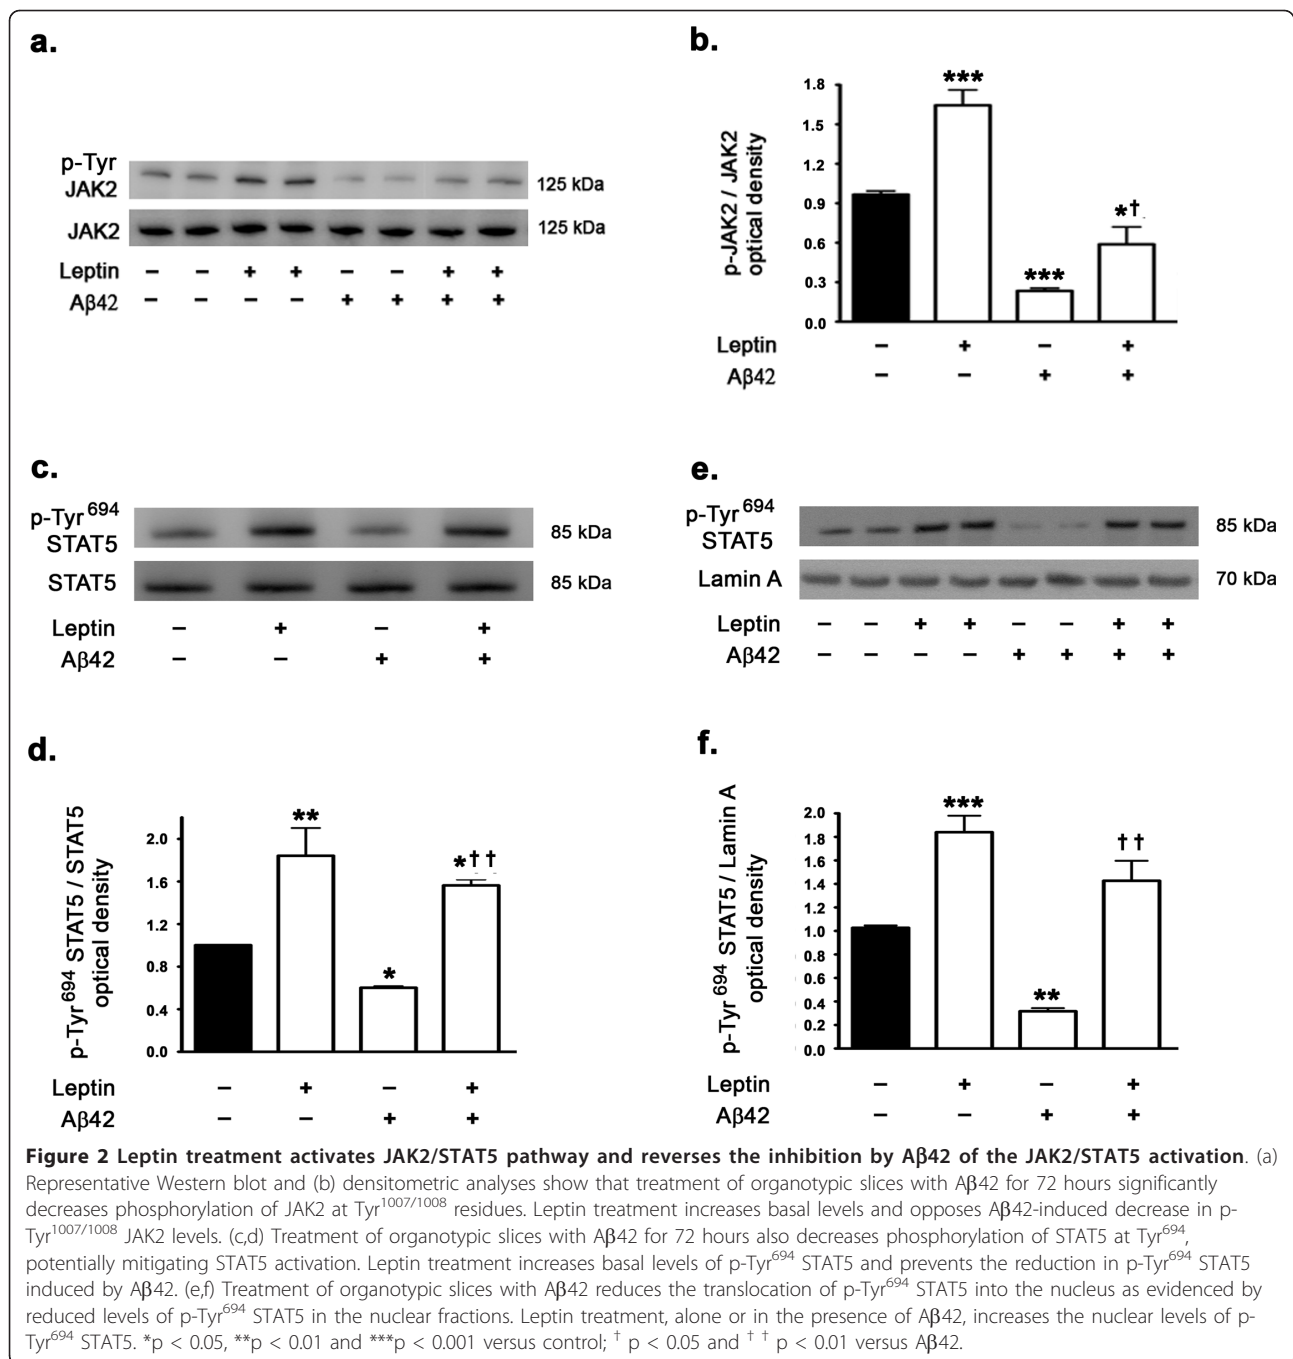 a.
p-Tyr
JAK2
125 kDa
JAK2
125 kDa
Leptin − − + + − − + +
Aβ42 − − − − + + + +
b.
p-JAK2 / JAK2
optical density
1.8
1.5
1.2
0.9
0.6
0.3
0.0
***
***
*†
Leptin − + − +
Aβ42 − − + +
c.
p-Tyr694
STAT5
85 kDa
STAT5
85 kDa
Leptin − + − +
Aβ42 − − + +
e.
p-Tyr694
STAT5
85 kDa
Lamin A
70 kDa
Leptin − − + + − − + +
Aβ42 − − − − + + + +
d.
p-Tyr694 STAT5 / STAT5
optical density
2.0
1.6
1.2
0.8
0.4
0.0
**
*
*††
Leptin − + − +
Aβ42 − − + +
f.
p-Tyr694 STAT5 / Lamin A
optical density
2.0
1.8
1.6
1.4
1.2
1.0
0.8
0.6
0.4
0.2
0.0
***
**
††
Leptin − + − +
Aβ42 − − + +
Figure 2 Leptin treatment activates JAK2/STAT5 pathway and reverses the inhibition by Aβ42 of the JAK2/STAT5 activation. (a)
Representative Western blot and (b) densitometric analyses show that treatment of organotypic slices with Aβ42 for 72 hours significantly
decreases phosphorylation of JAK2 at Tyr1007/1008 residues. Leptin treatment increases basal levels and opposes Aβ42-induced decrease in p-
Tyr1007/1008 JAK2 levels. (c,d) Treatment of organotypic slices with Aβ42 for 72 hours also decreases phosphorylation of STAT5 at Tyr694,
potentially mitigating STAT5 activation. Leptin treatment increases basal levels of p-Tyr694 STAT5 and prevents the reduction in p-Tyr694 STAT5
induced by Aβ42. (e,f) Treatment of organotypic slices with Aβ42 reduces the translocation of p-Tyr694 STAT5 into the nucleus as evidenced by
reduced levels of p-Tyr694 STAT5 in the nuclear fractions. Leptin treatment, alone or in the presence of Aβ42, increases the nuclear levels of p-
Tyr694 STAT5. *p < 0.05, **p < 0.01 and ***p < 0.001 versus control; † p < 0.05 and † † p < 0.01 versus Aβ42.